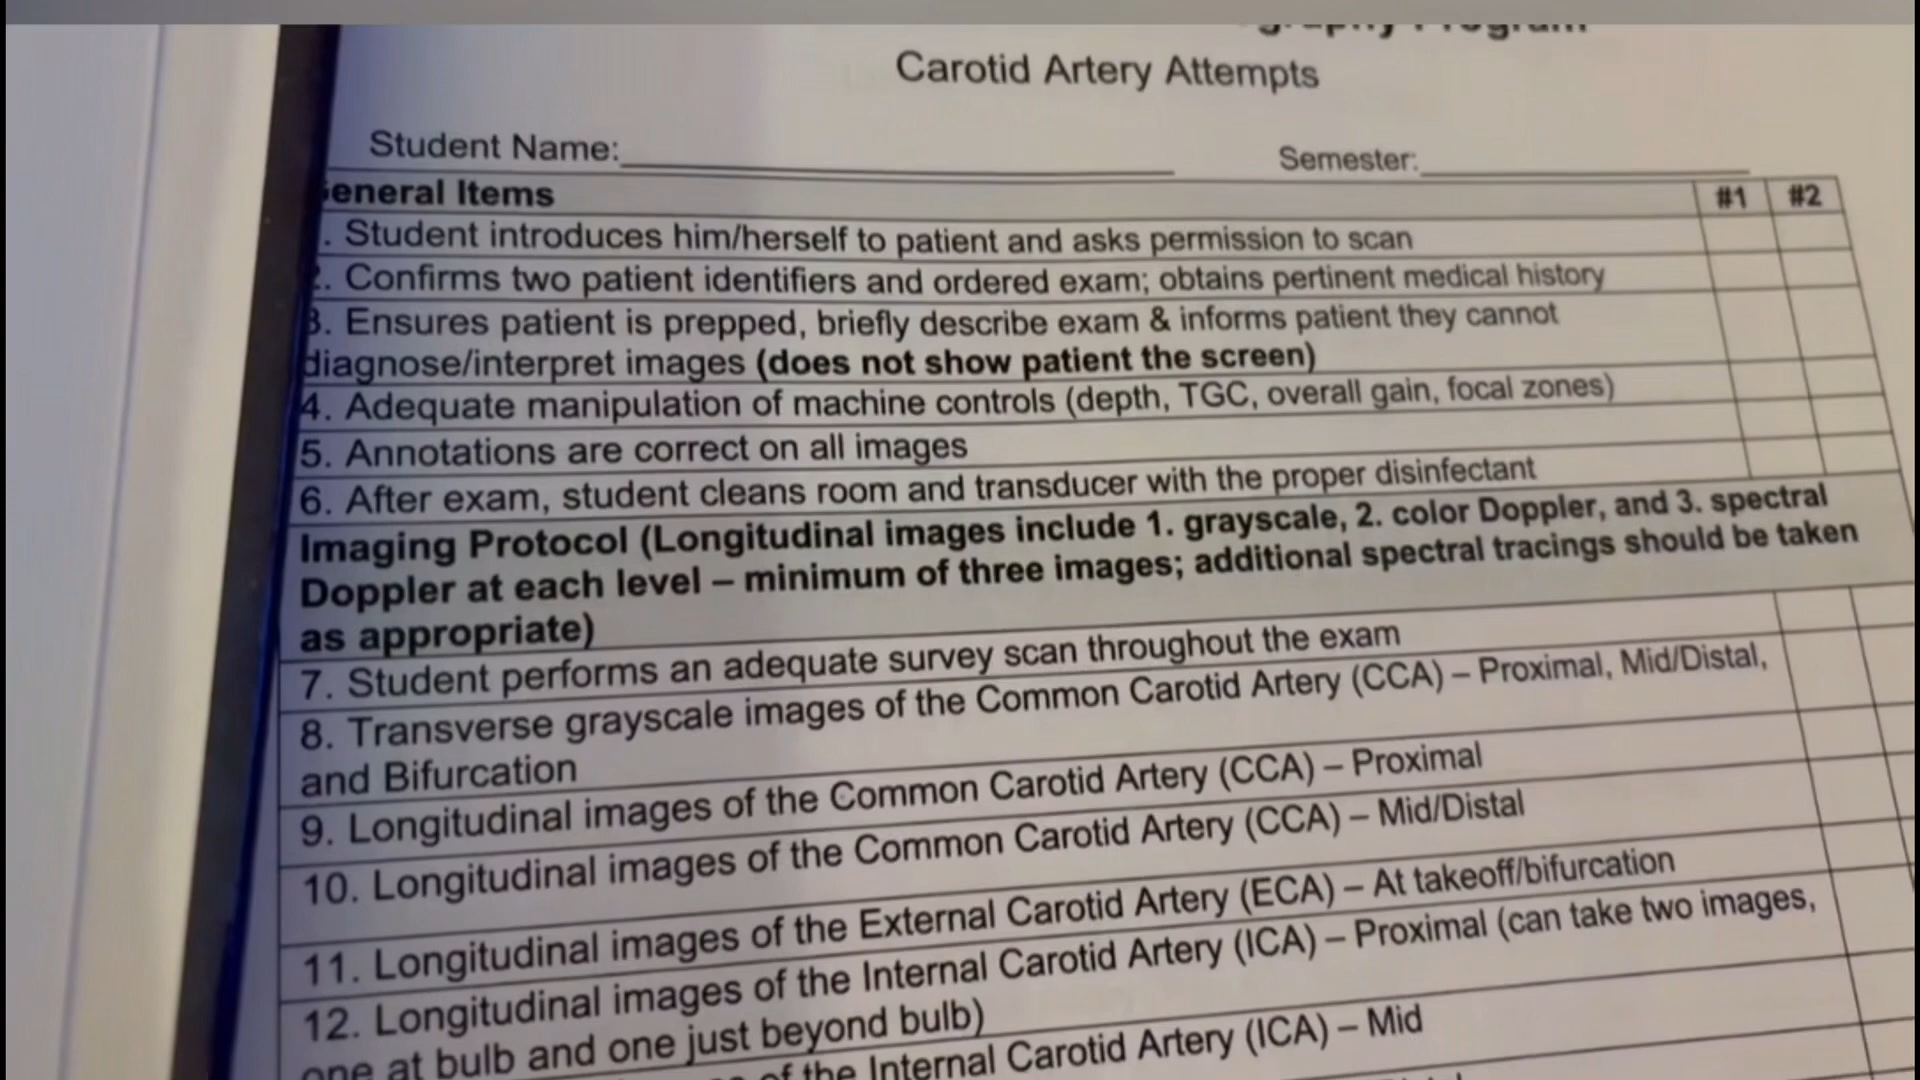 Program
Carotid Artery Attempts
Student Name: Semester:
General Items #1 #2
. Student introduces him/herself to patient and asks permission to scan
2. Confirms two patient identifiers and ordered exam; obtains pertinent medical history
3. Ensures patient is prepped, briefly describe exam & informs patient they cannot
diagnose/interpret images (does not show patient the screen)
4. Adequate manipulation of machine controls (depth, TGC, overall gain, focal zones)
5. Annotations are correct on all images
6. After exam, student cleans room and transducer with the proper disinfectant
Imaging Protocol (Longitudinal images include 1. grayscale, 2. color Doppler, and 3. spectral
Doppler at each level – minimum of three images; additional spectral tracings should be taken
as appropriate)
7. Student performs an adequate survey scan throughout the exam
8. Transverse grayscale images of the Common Carotid Artery (CCA) – Proximal, Mid/Distal,
and Bifurcation
9. Longitudinal images of the Common Carotid Artery (CCA) – Proximal
10. Longitudinal images of the Common Carotid Artery (CCA) – Mid/Distal
11. Longitudinal images of the External Carotid Artery (ECA) – At takeoff/bifurcation
12. Longitudinal images of the Internal Carotid Artery (ICA) – Proximal (can take two images,
one at bulb and one just beyond bulb)
of the Internal Carotid Artery (ICA) – Mid